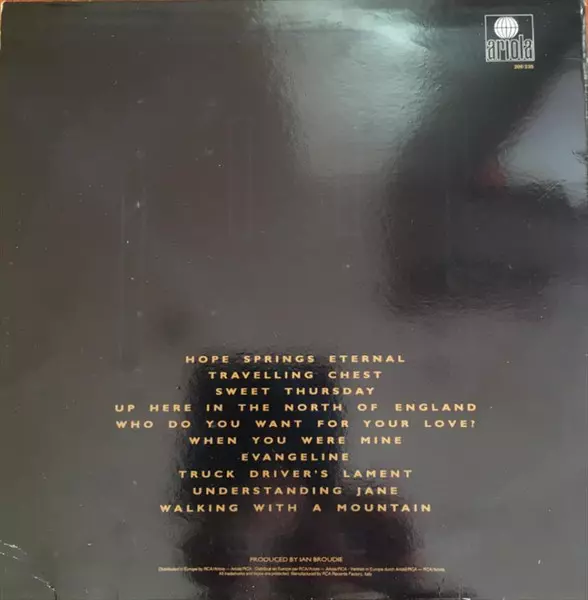 ariola
HOPE SPRINGS ETERNAL
TRAVELLING CHEST
SWEET THURSDAY
UP HERE IN THE NORTH OF ENGLAND
WHO DO YOU WANT FOR YOUR LOVE?
WHEN YOU WERE MINE
EVANGELINE
TRUCK DRIVER'S LAMENT
UNDERSTANDING JANE
WALKING WITH A MOUNTAIN
PRODUCED BY IAN BROUDIE